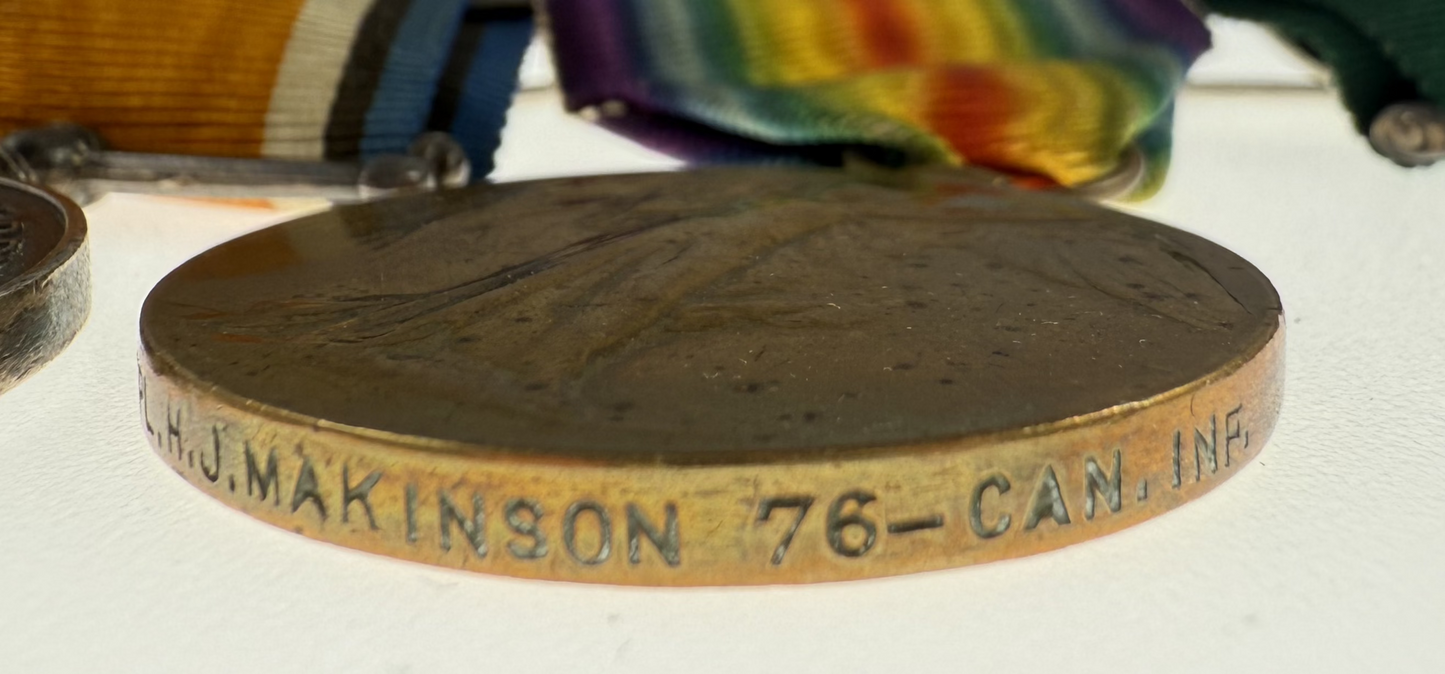 L. H. J. MAKINSON 76–CAN. INF.